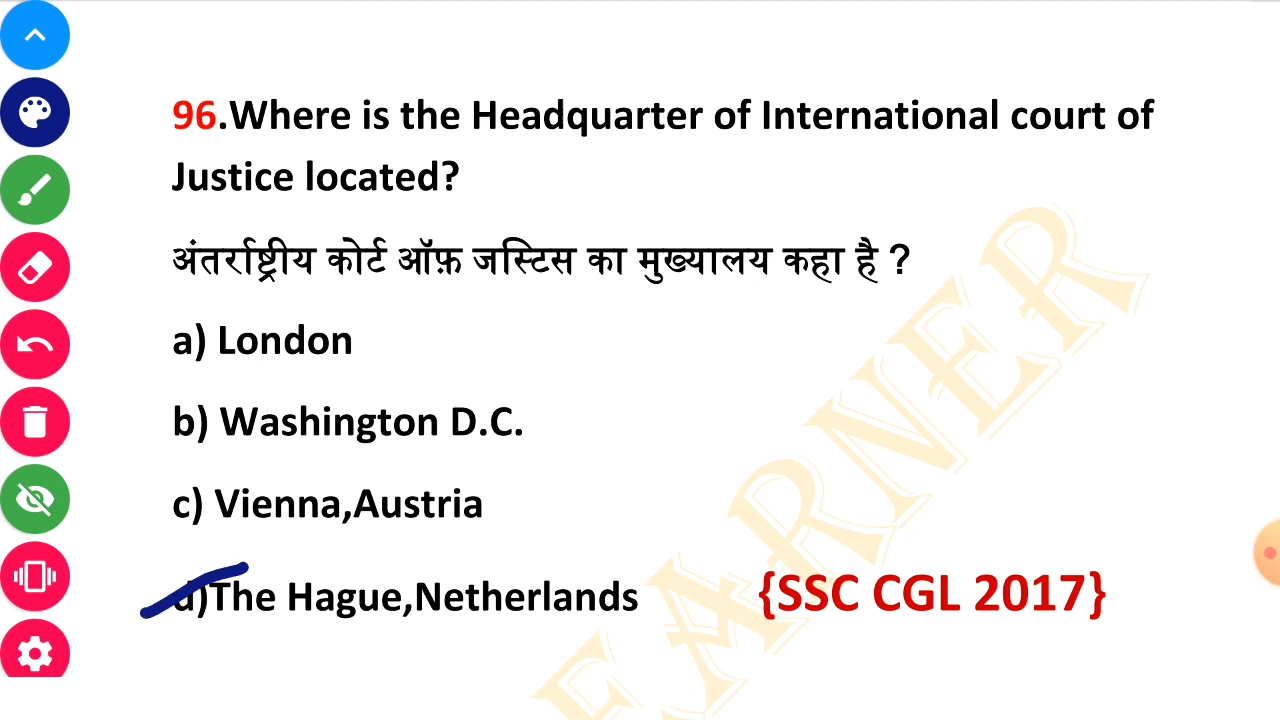 96.Where is the Headquarter of International court of
Justice located?
अंतर्राष्ट्रीय कोर्ट ऑफ़ जस्टिस का मुख्यालय कहा है ?
a) London
b) Washington D.C.
c) Vienna,Austria
d)The Hague,Netherlands {SSC CGL 2017}
EARNER